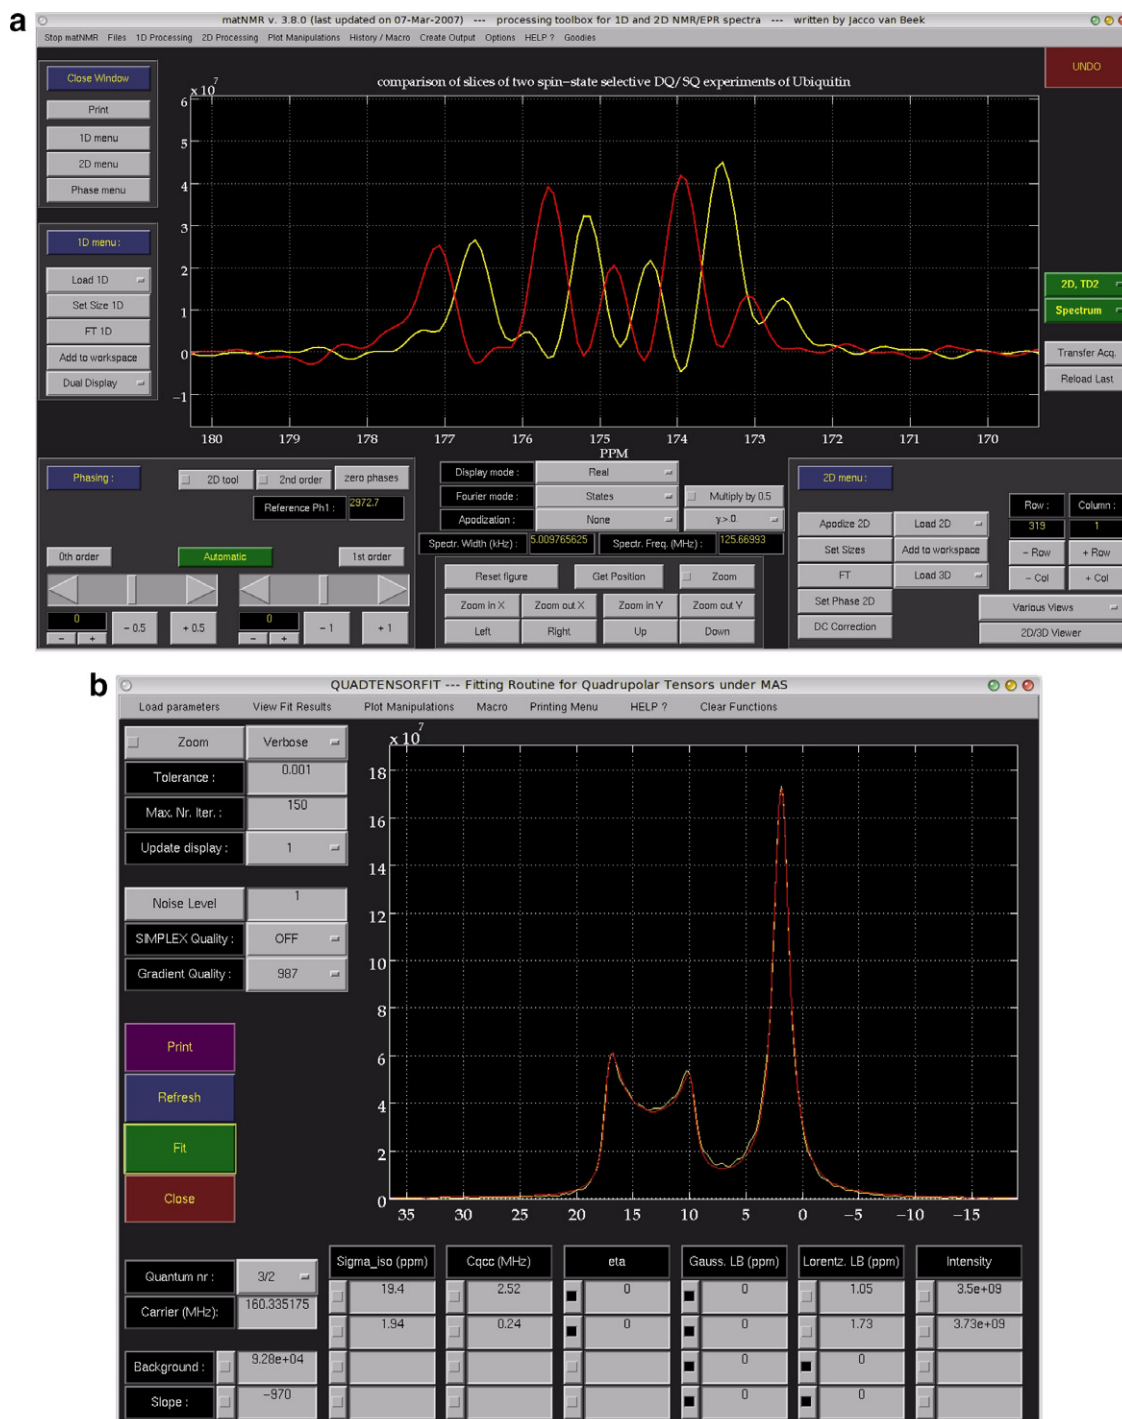 a
matNMR v. 3.8.0 (last updated on 07-Mar-2007) --- processing toolbox for 1D and 2D NMR/EPR spectra --- written by Jacco van Beek
Stop matNMR Files 1D Processing 2D Processing Plot Manipulations History / Macro Create Output Options HELP ? Goodies
Close Window
Print
1D menu
2D menu
Phase menu
1D menu :
Load 1D
Set Size 1D
FT 1D
Add to workspace
Dual Display
comparison of slices of two spin-state selective DQ/SQ experiments of Ubiquitin
x 10^7
6
5
4
3
2
1
0
-1
180 179 178 177 176 175 174 173 172 171 170
PPM
UNDO
2D, TD2
Spectrum
Transfer Acq.
Reload Last
Phasing :
2D tool 2nd order zero phases
Reference Ph1 : 2972.7
0th order Automatic 1st order
0 - 0.5 + 0.5 0 - 1 + 1
- + - +
Display mode : Real
Fourier mode : States Multiply by 0.5
Apodization : None γ > 0
Spectr. Width (kHz) : 5.009765625 Spectr. Freq. (MHz) : 125.66993
Reset figure Get Position Zoom
Zoom in X Zoom out X Zoom in Y Zoom out Y
Left Right Up Down
2D menu :
Row : Column :
319 1
Apodize 2D Load 2D
Set Sizes Add to workspace - Row + Row
FT Load 3D - Col + Col
Set Phase 2D Various Views
DC Correction 2D/3D Viewer
b
QUADTENSORFIT --- Fitting Routine for Quadrupolar Tensors under MAS
Load parameters View Fit Results Plot Manipulations Macro Printing Menu HELP ? Clear Functions
Zoom Verbose
Tolerance : 0.001
Max. Nr. Iter. : 150
Update display : 1
Noise Level 1
SIMPLEX Quality : OFF
Gradient Quality : 987
Print
Refresh
Fit
Close
x 10^7
18
16
14
12
10
8
6
4
2
0
35 30 25 20 15 10 5 0 -5 -10 -15
Quantum nr : 3/2
Carrier (MHz): 160.335175
Background : 9.28e+04
Slope : -970
Sigma_iso (ppm) Cqcc (MHz) eta Gauss. LB (ppm) Lorentz. LB (ppm) Intensity
19.4 2.52 0 0 1.05 3.5e+09
1.94 0.24 0 0 1.73 3.73e+09
0 0
0 0